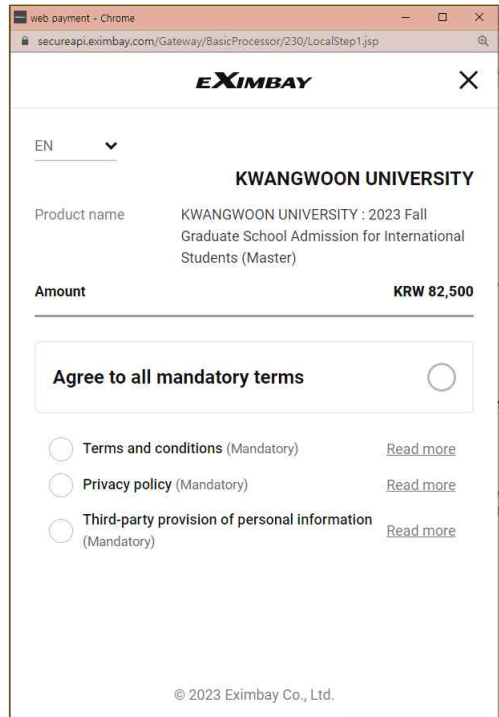 web payment - Chrome
secureapi.eximbay.com/Gateway/BasicProcessor/230/LocalStep1.jsp
EXIMBAY
EN
KWANGWOON UNIVERSITY
Product name KWANGWOON UNIVERSITY : 2023 Fall
Graduate School Admission for International
Students (Master)
Amount KRW 82,500
Agree to all mandatory terms
Terms and conditions (Mandatory) Read more
Privacy policy (Mandatory) Read more
Third-party provision of personal information
(Mandatory) Read more
© 2023 Eximbay Co., Ltd.